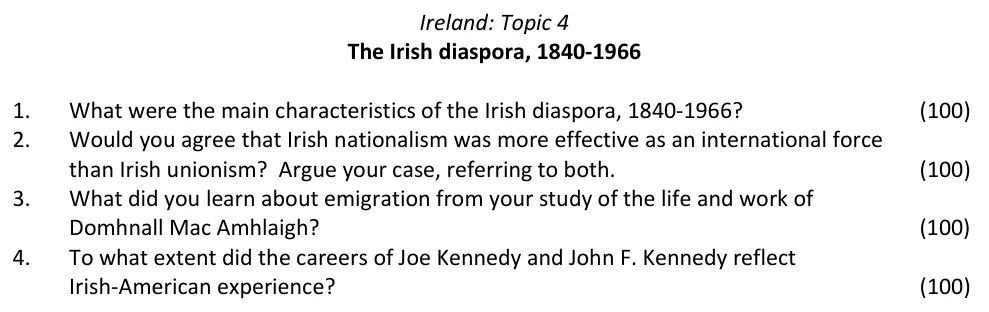 Ireland: Topic 4
The Irish diaspora, 1840-1966
1. What were the main characteristics of the Irish diaspora, 1840-1966? (100)
2. Would you agree that Irish nationalism was more effective as an international force
than Irish unionism? Argue your case, referring to both. (100)
3. What did you learn about emigration from your study of the life and work of
Domhnall Mac Amhlaigh? (100)
4. To what extent did the careers of Joe Kennedy and John F. Kennedy reflect
Irish-American experience? (100)